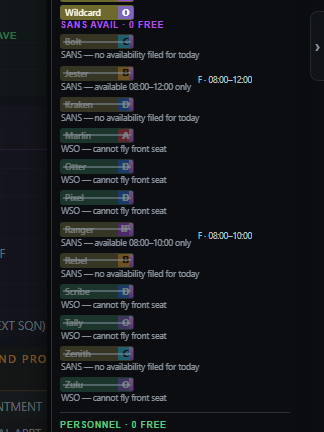 Wildcard O
SANS AVAIL · 0 FREE
AVE
Bolt C
SANS — no availability filed for today
Jester B
SANS — available 08:00–12:00 only
F · 08:00–12:00
Kraken D
SANS — no availability filed for today
Marlin A
WSO — cannot fly front seat
Otter D
WSO — cannot fly front seat
Pixel D
WSO — cannot fly front seat
Ranger IP
SANS — available 08:00–10:00 only
F · 08:00–10:00
Rebel B
SANS — no availability filed for today
F
Scribe D
WSO — cannot fly front seat
Tally
WSO — cannot fly front seat
EXT SQN)
Zenith C
SANS — no availability filed for today
ND PRO
Zulu D
WSO — cannot fly front seat
NTMENT
PERSONNEL · 0 FREE